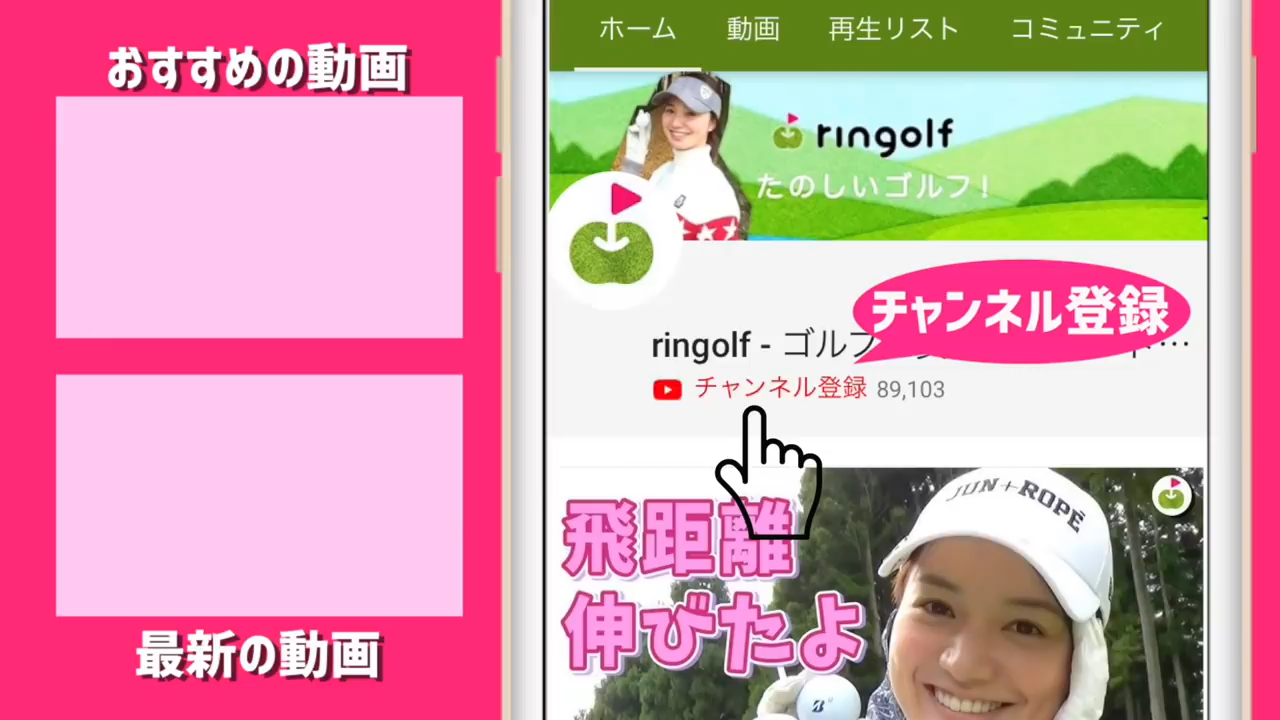 おすすめの動画
最新の動画
ホーム 動画 再生リスト コミュニティ
ringolf
たのしいゴルフ!
チャンネル登録
ringolf - ゴルフ
チャンネル登録 89,103
JUN+ROPÉ
飛距離
伸びたよ
B